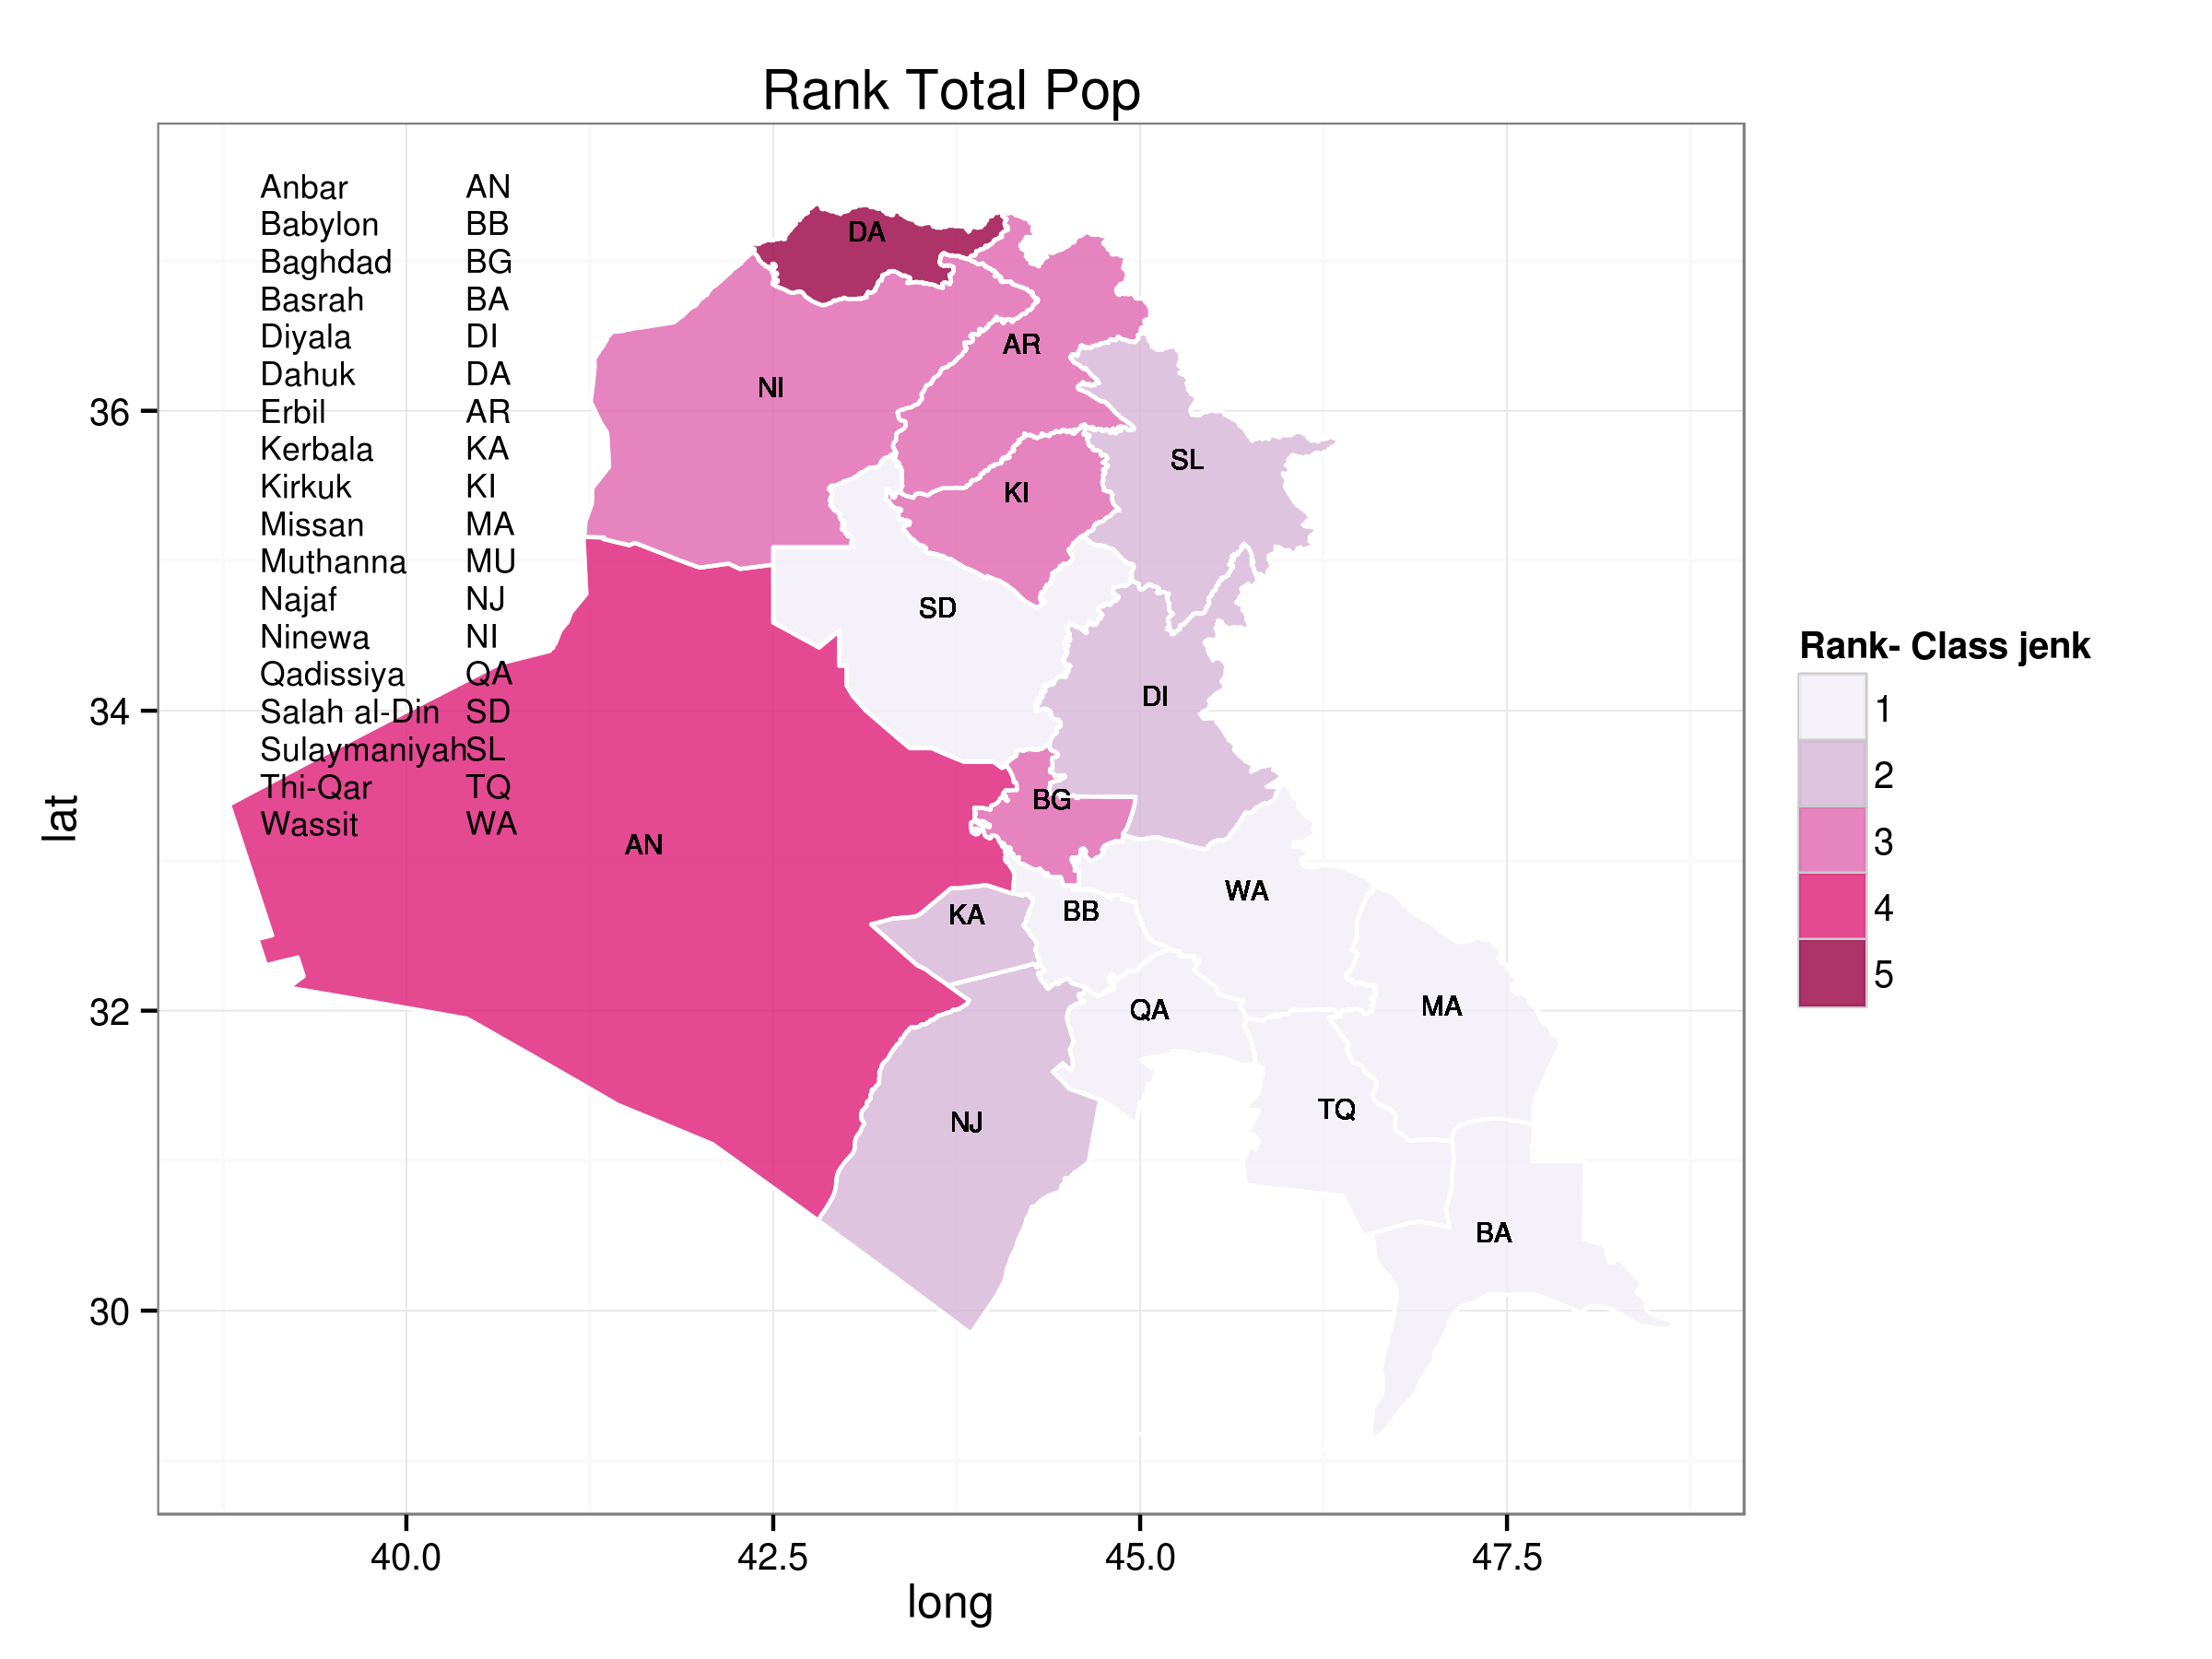 Rank Total Pop
Anbar AN
Babylon BB
Baghdad BG
Basrah BA
Diyala DI
Dahuk DA
Erbil AR
Kerbala KA
Kirkuk KI
Missan MA
Muthanna MU
Najaf NJ
Ninewa NI
Qadissiya QA
Salah al-Din SD
Sulaymaniyah SL
Thi-Qar TQ
Wassit WA
DA
AR
NI
SL
KI
SD
DI
BG
AN
WA
KA
BB
MA
QA
TQ
NJ
BA
36
34
32
30
lat
40.0 42.5 45.0 47.5
long
Rank- Class jenk
1
2
3
4
5